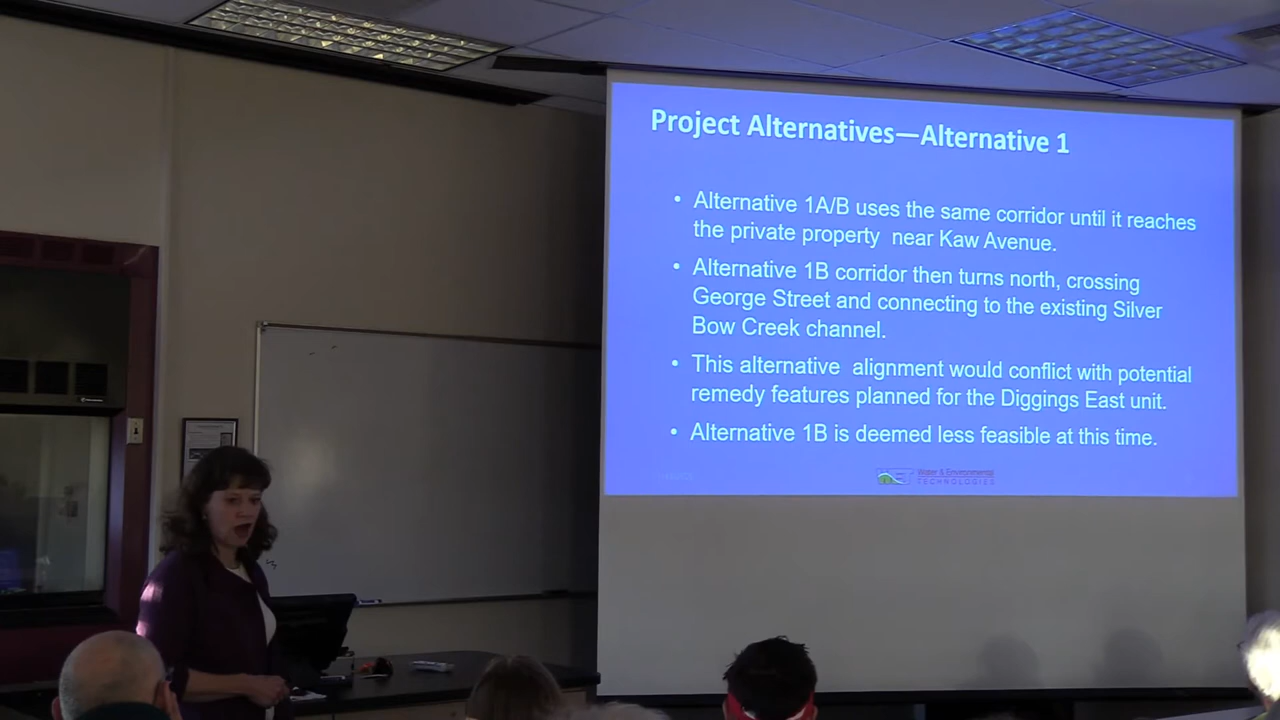 Project Alternatives—Alternative 1
• Alternative 1A/B uses the same corridor until it reaches
the private property near Kaw Avenue.
• Alternative 1B corridor then turns north, crossing
George Street and connecting to the existing Silver
Bow Creek channel.
• This alternative alignment would conflict with potential
remedy features planned for the Diggings East unit.
• Alternative 1B is deemed less feasible at this time.
Water & Environmental
TECHNOLOGIES